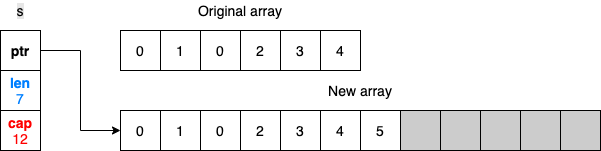 s
Original array
ptr
0 1 0 2 3 4
len
7
New array
cap
12
0 1 0 2 3 4 5